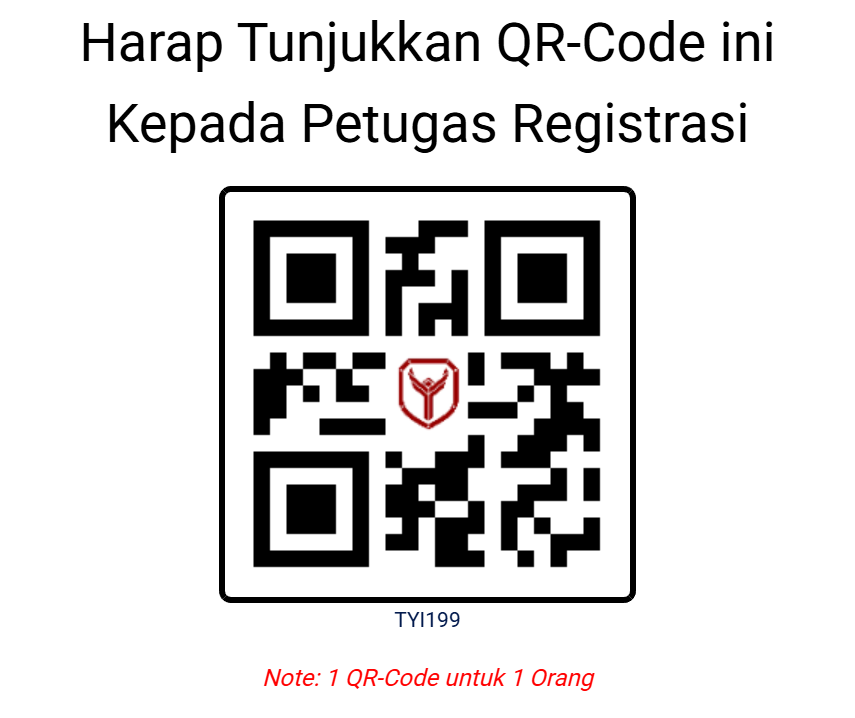 Harap Tunjukkan QR-Code ini
Kepada Petugas Registrasi
TYI199
Note: 1 QR-Code untuk 1 Orang